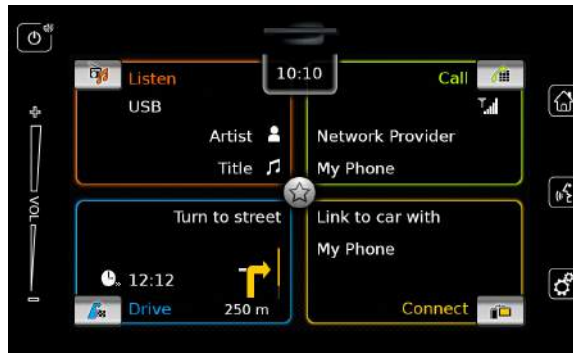 10:10
Listen
USB
Artist
Title
Call
Network Provider
My Phone
VOL
Turn to street
12:12
Drive
250 m
Link to car with
My Phone
Connect